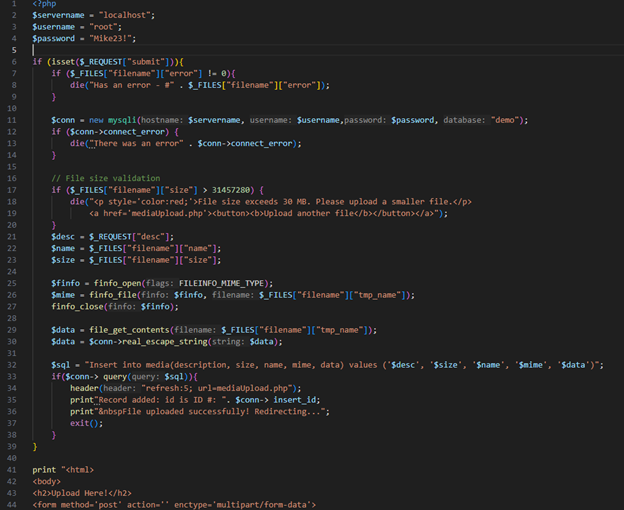 1 <?php
2 $servername = "localhost";
3 $username = "root";
4 $password = "Mike23!";
5
6 if (isset($_REQUEST["submit"])){
7 if ($_FILES["filename"]["error"] != 0){
8 die("Has an error - #" . $_FILES["filename"]["error"]);
9 }
10
11 $conn = new mysqli(hostname: $servername, username: $username,password: $password, database: "demo");
12 if ($conn->connect_error) {
13 die("There was an error" . $conn->connect_error);
14 }
15
16 // File size validation
17 if ($_FILES["filename"]["size"] > 31457280) {
18 die("<p style='color:red;'>File size exceeds 30 MB. Please upload a smaller file.</p>
19 <a href='mediaUpload.php'><button><b>Upload another file</b></button></a>");
20 }
21 $desc = $_REQUEST["desc"];
22 $name = $_FILES["filename"]["name"];
23 $size = $_FILES["filename"]["size"];
24
25 $finfo = finfo_open(flags: FILEINFO_MIME_TYPE);
26 $mime = finfo_file(finfo: $finfo, filename: $_FILES["filename"]["tmp_name"]);
27 finfo_close(finfo: $finfo);
28
29 $data = file_get_contents(filename: $_FILES["filename"]["tmp_name"]);
30 $data = $conn->real_escape_string(string: $data);
31
32 $sql = "Insert into media(description, size, name, mime, data) values ('$desc', '$size', '$name', '$mime', '$data')";
33 if($conn-> query(query: $sql)){
34 header(header: "refresh:5; url=mediaUpload.php");
35 print"Record added: id is ID #: ". $conn-> insert_id;
36 print"&nbspFile uploaded successfully! Redirecting...";
37 exit();
38 }
39 }
40
41 print "<html>
42 <body>
43 <h2>Upload Here!</h2>
44 <form method='post' action='' enctype='multipart/form-data'>